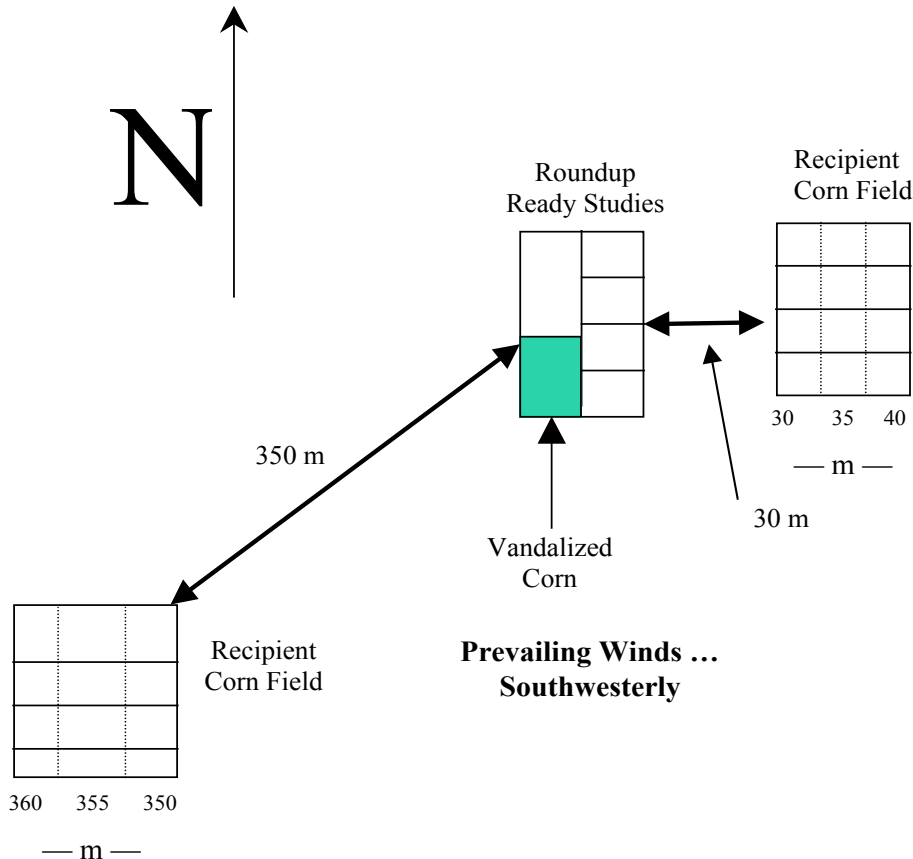 N
Roundup
Ready Studies
Recipient
Corn Field
30 35 40
m
30 m
350 m
Vandalized
Corn
Recipient
Corn Field
Prevailing Winds …
Southwesterly
360 355 350
m